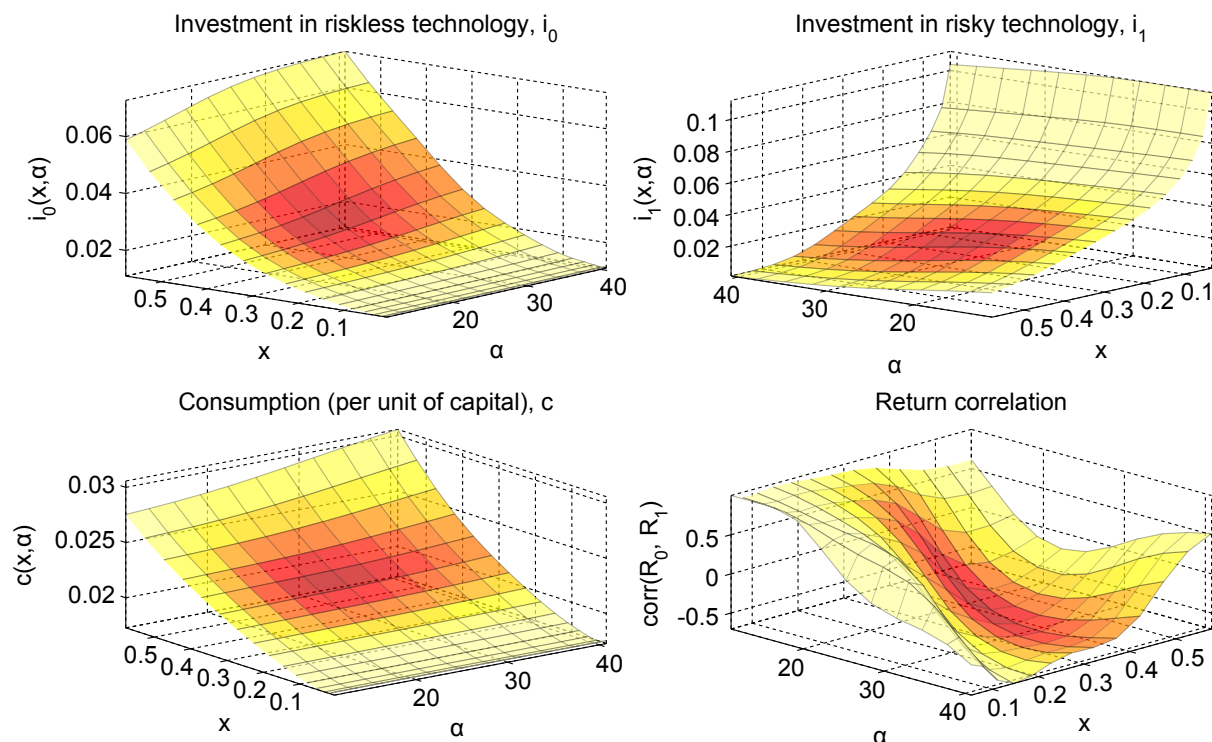 Investment in riskless technology, i₀
0.06
0.04
0.02
i₀(x,α)
0.5
0.4
0.3
0.2
0.1
x
20
30
40
α
Investment in risky technology, i₁
0.1
0.08
0.06
0.04
0.02
i₁(x,α)
40
30
20
α
0.5
0.4
0.3
0.2
0.1
x
Consumption (per unit of capital), c
0.03
0.025
0.02
c(x,α)
0.5
0.4
0.3
0.2
0.1
x
20
30
40
α
Return correlation
0.5
0
-0.5
corr(R₀, R₁)
20
30
40
α
0.1
0.2
0.3
0.4
0.5
x